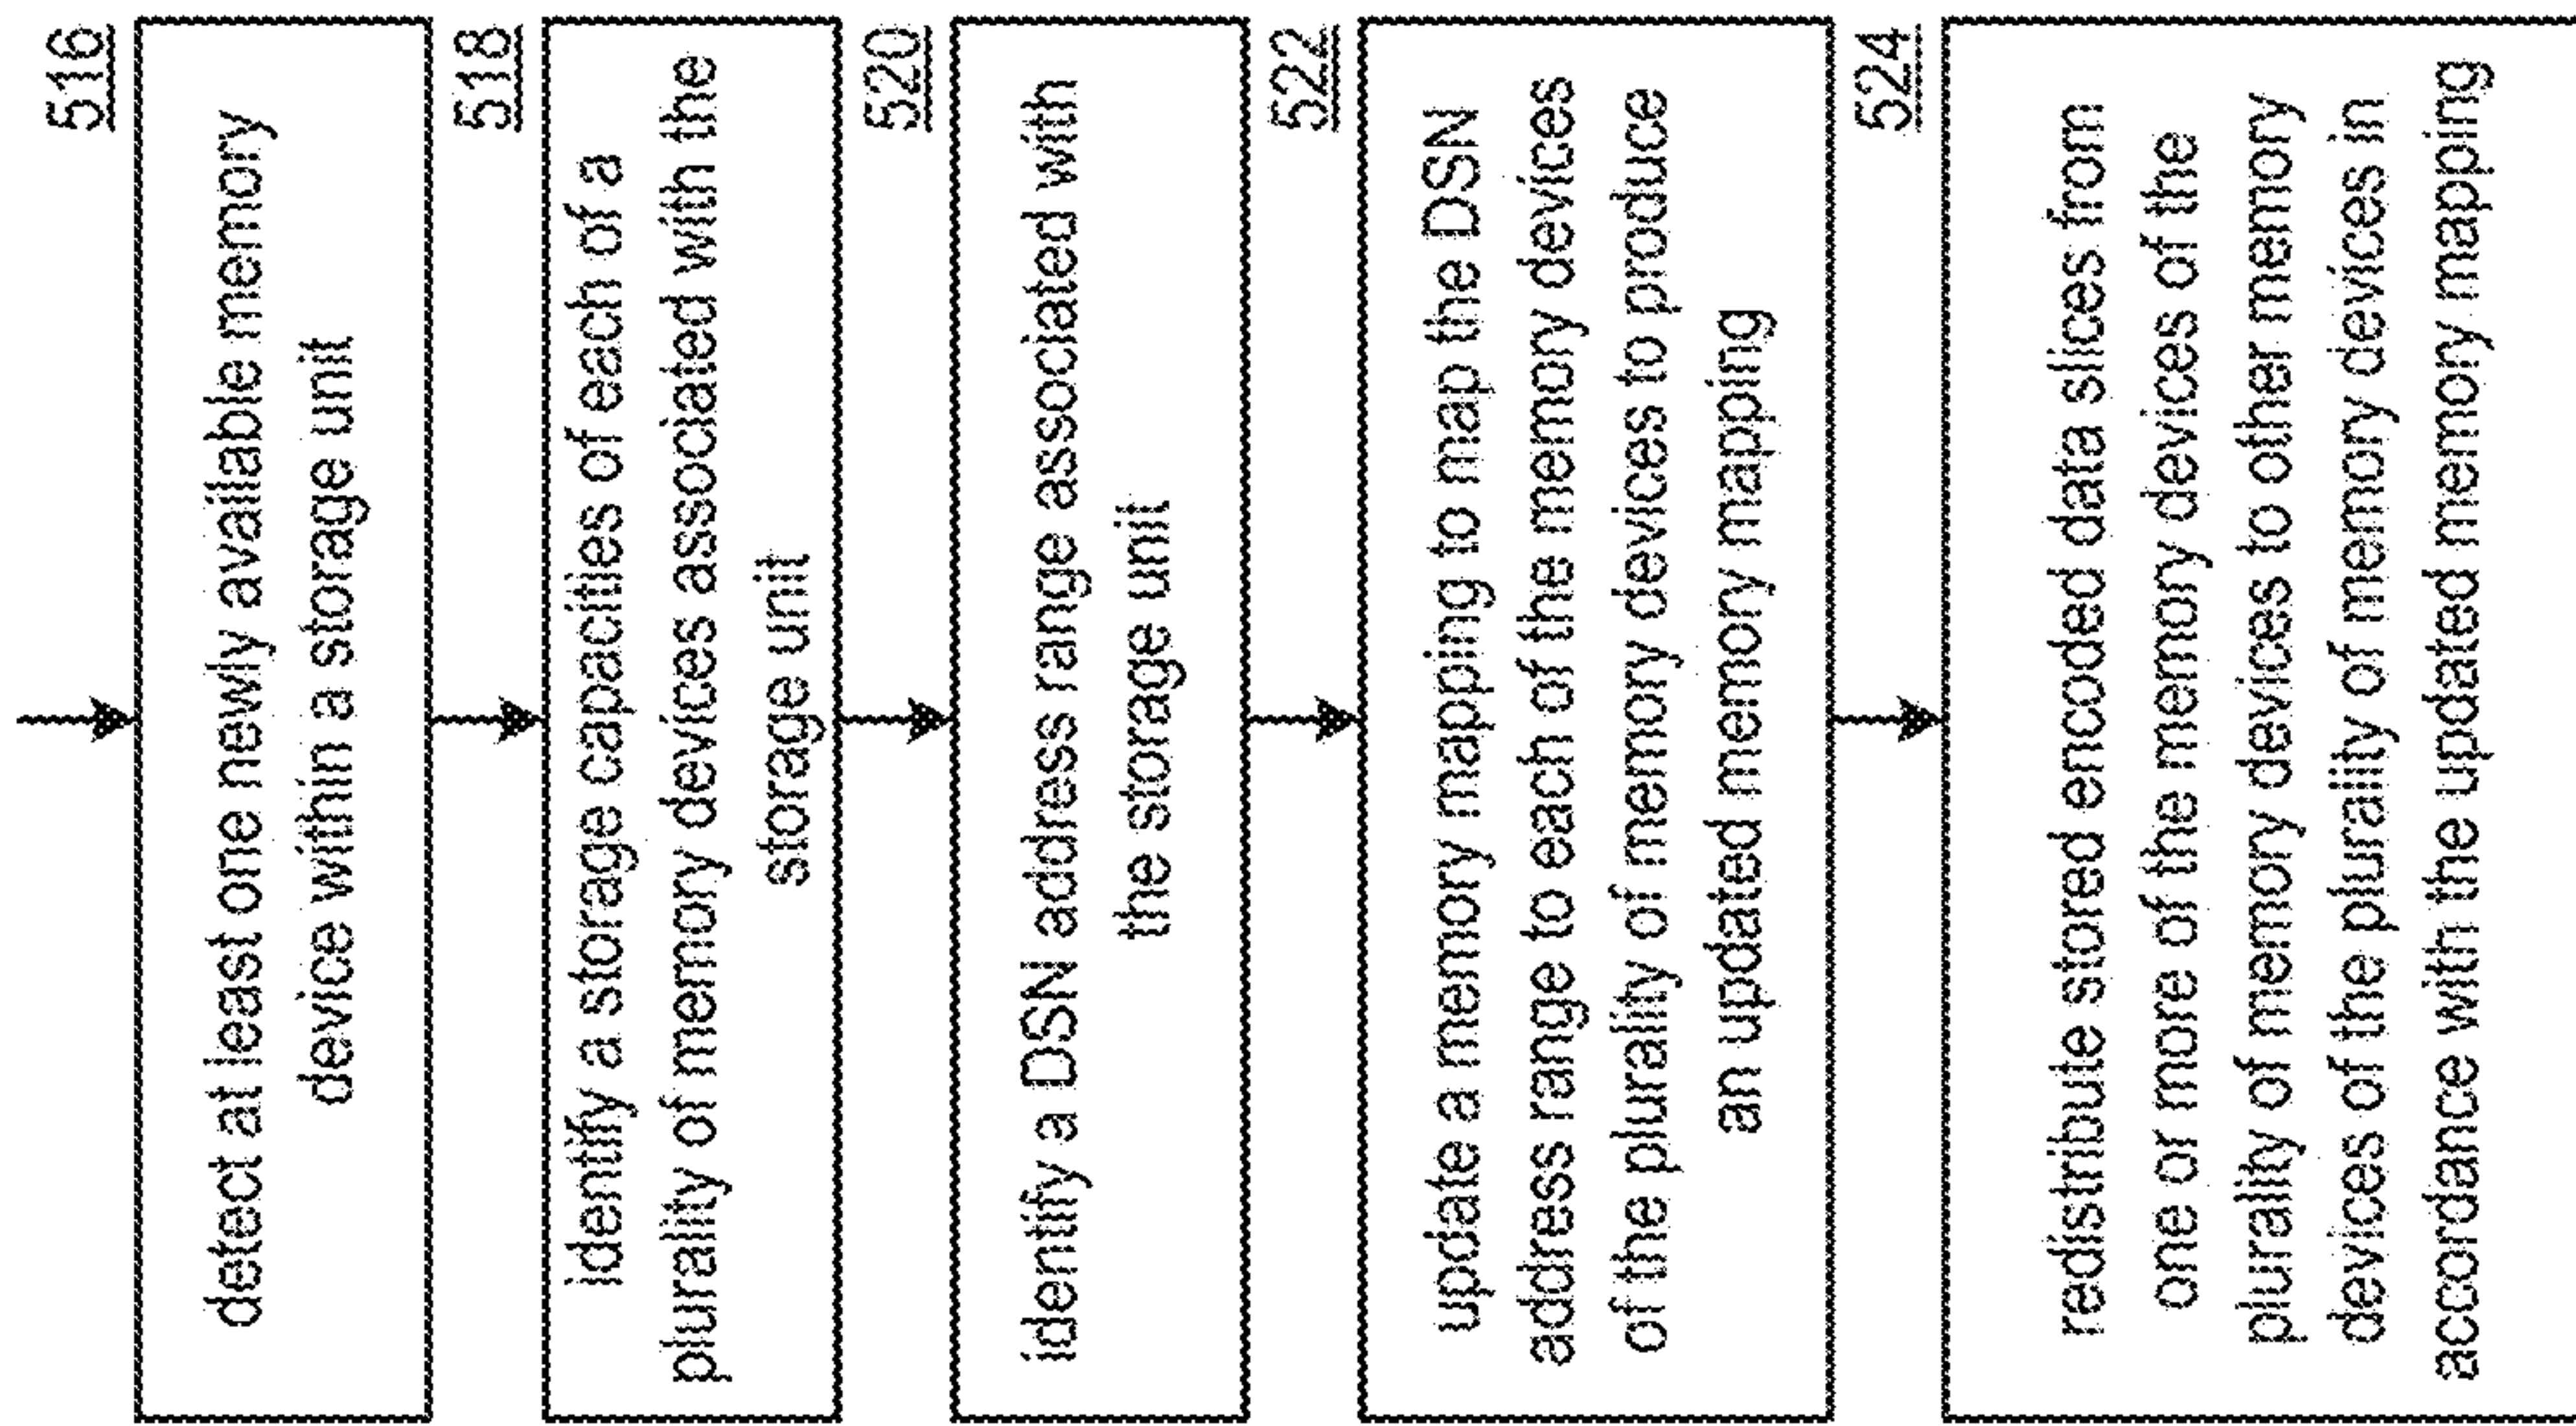 516
detect at least one newly available memory
device within a storage unit
518
identify a storage capacities of each of a
plurality of memory devices associated with the
storage unit
520
identify a DSN address range associated with
the storage unit
522
update a memory mapping to map the DSN
address range to each of the memory devices
of the plurality of memory devices to produce
an updated memory mapping
524
redistribute stored encoded data slices from
one or more of the memory devices of the
plurality of memory devices to other memory
devices of the plurality of memory devices in
accordance with the updated memory mapping